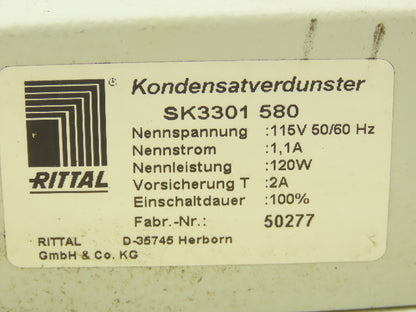 ®
Kondensatverdunster
SK3301 580
Nennspannung :115V 50/60 Hz
Nennstrom :1,1A
Nennleistung :120W
Vorsicherung T :2A
Einschaltdauer :100%
Fabr.-Nr.: 50277
RITTAL
RITTAL D-35745 Herborn
GmbH & Co. KG